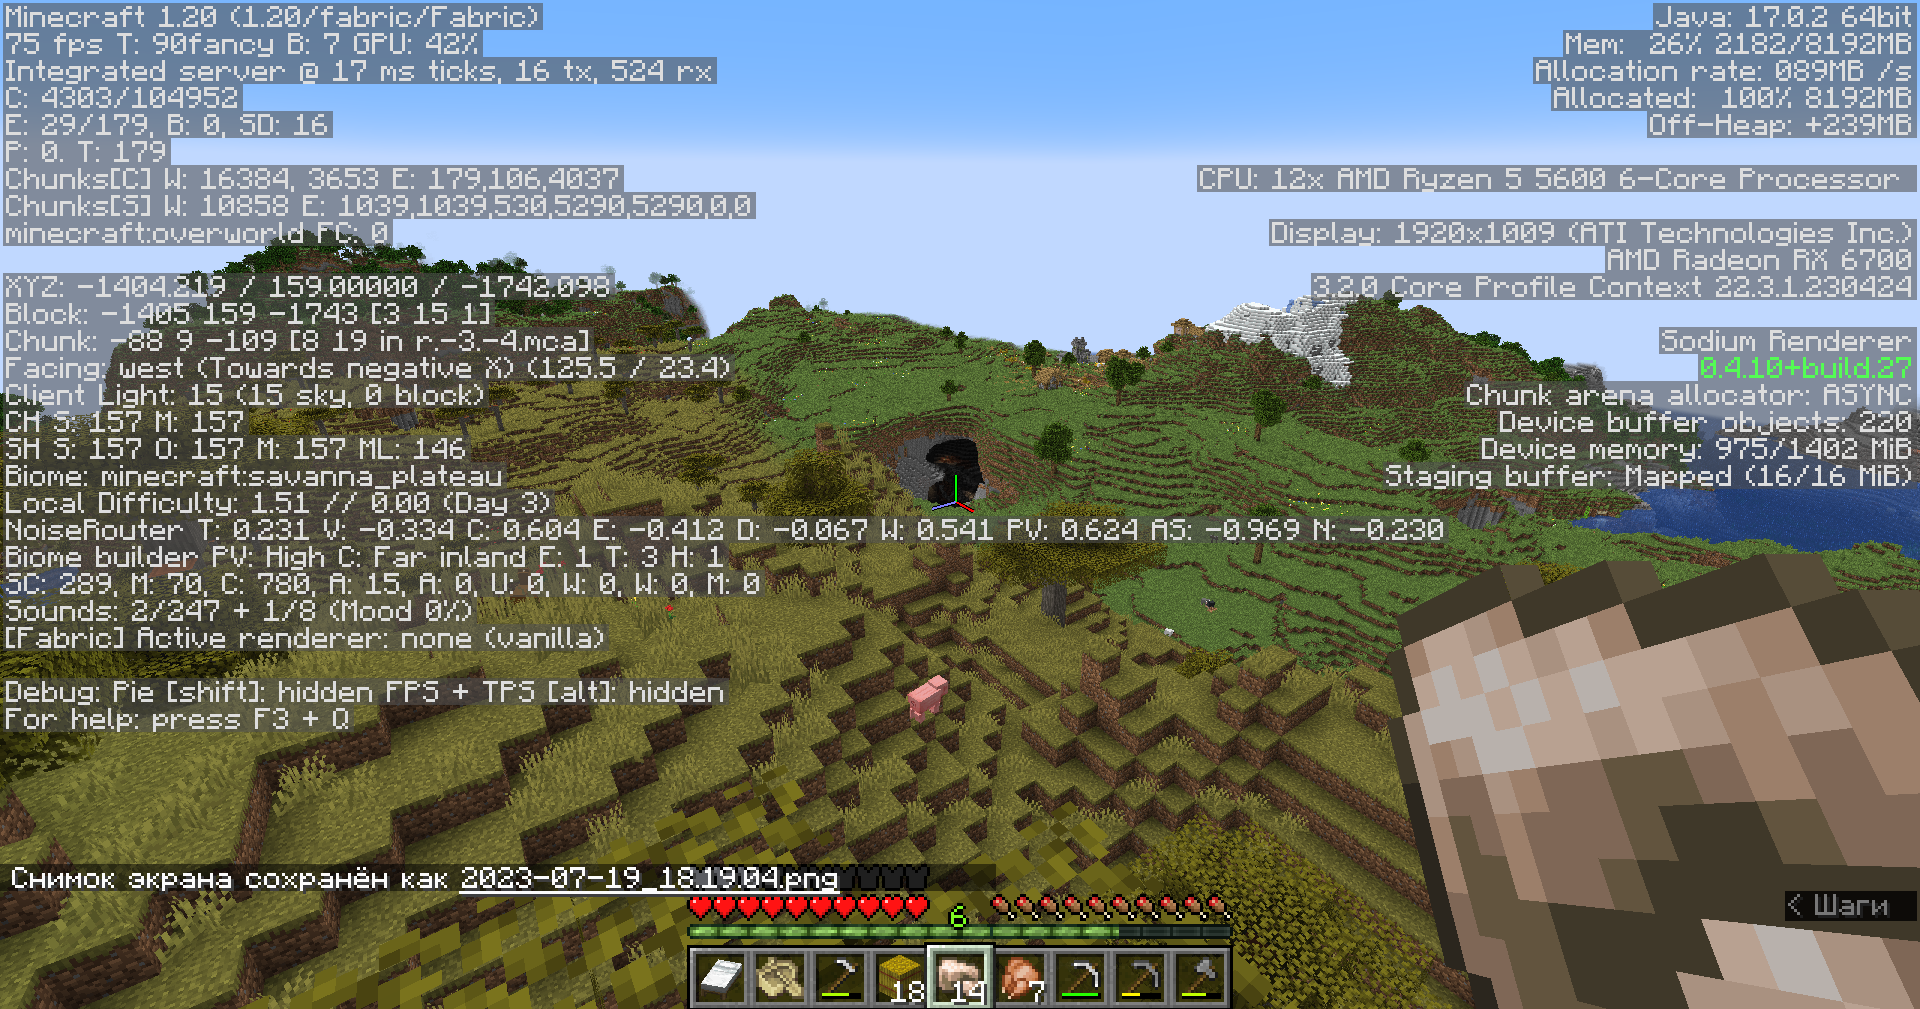 Minecraft 1.20 (1.20/fabric/Fabric)
75 fps T: 90fancy B: 7 GPU: 42%
Integrated server @ 17 ms ticks, 16 tx, 524 rx
C: 4303/104952
E: 29/179, B: 0, SD: 16
P: 0. T: 179
Chunks[C] W: 16384, 3653 E: 179,106,4037
Chunks[S] W: 10858 E: 1039,1039,530,5290,5290,0,0
minecraft:overworld FC: 0
XYZ: -1404.219 / 159.00000 / -1742.098
Block: -1405 159 -1743 [3 15 1]
Chunk: -88 9 -109 [8 19 in r.-3.-4.mca]
Facing: west (Towards negative X) (125.5 / 23.4)
Client Light: 15 (15 sky, 0 block)
CH S: 157 M: 157
SH S: 157 O: 157 M: 157 ML: 146
Biome: minecraft:savanna_plateau
Local Difficulty: 1.51 // 0.00 (Day 3)
NoiseRouter T: 0.231 V: -0.334 C: 0.604 E: -0.412 D: -0.067 W: 0.541 PV: 0.624 AS: -0.969 N: -0.230
Biome builder PV: High C: Far inland E: 1 T: 3 H: 1
SC: 289, M: 70, C: 780, A: 15, A: 0, U: 0, W: 0, W: 0, M: 0
Sounds: 2/247 + 1/8 (Mood 0%)
[Fabric] Active renderer: none (vanilla)
Debug: Pie [shift]: hidden FPS + TPS [alt]: hidden
For help: press F3 + Q
Java: 17.0.2 64bit
Mem: 26% 2182/8192MB
Allocation rate: 089MB /s
Allocated: 100% 8192MB
Off-Heap: +239MB
CPU: 12x AMD Ryzen 5 5600 6-Core Processor
Display: 1920x1009 (ATI Technologies Inc.)
AMD Radeon RX 6700
3.2.0 Core Profile Context 22.3.1.230424
Sodium Renderer
0.4.10+build.27
Chunk arena allocator: ASYNC
Device buffer objects: 220
Device memory: 975/1402 MiB
Staging buffer: Mapped (16/16 MiB)
Снимок экрана сохранён как 2023-07-19_18.19.04.png
< Шаги
6
18
14
7